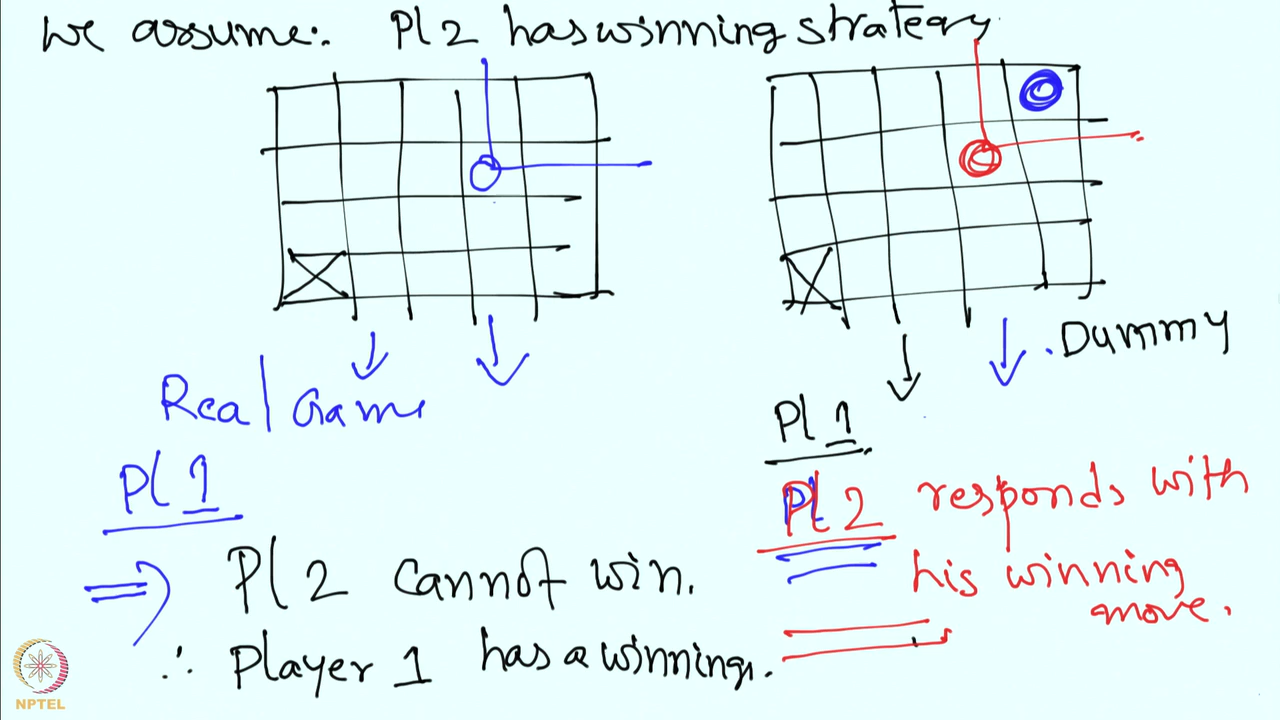 We assume:. Pl 2 has winning strategy
Dummy
Real Game
Pl 1
Pl 1
Pl 2 responds with
his winning
move.
⇒ Pl 2 cannot win.
∴ Player 1 has a winning.
NPTEL